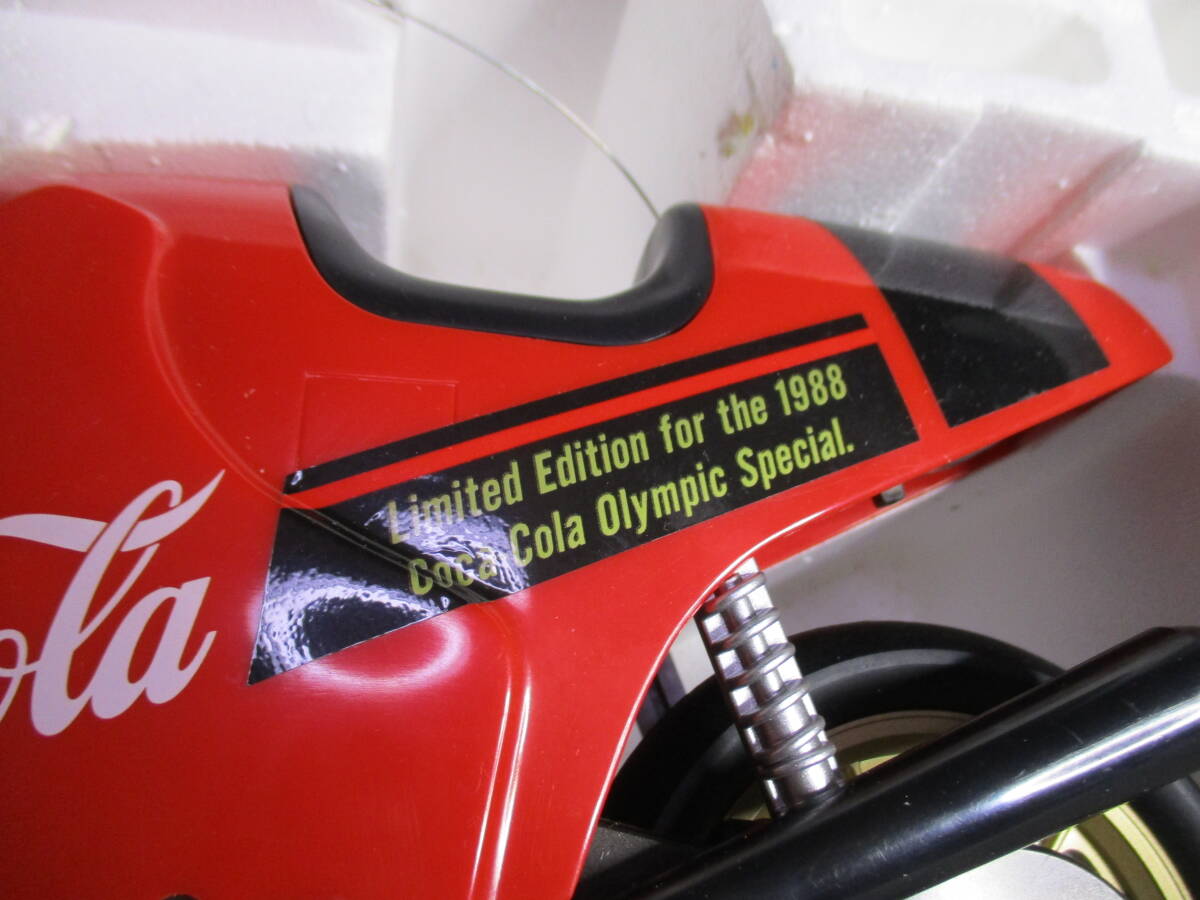 Limited Edition for the 1988
Coca Cola Olympic Special.
ola